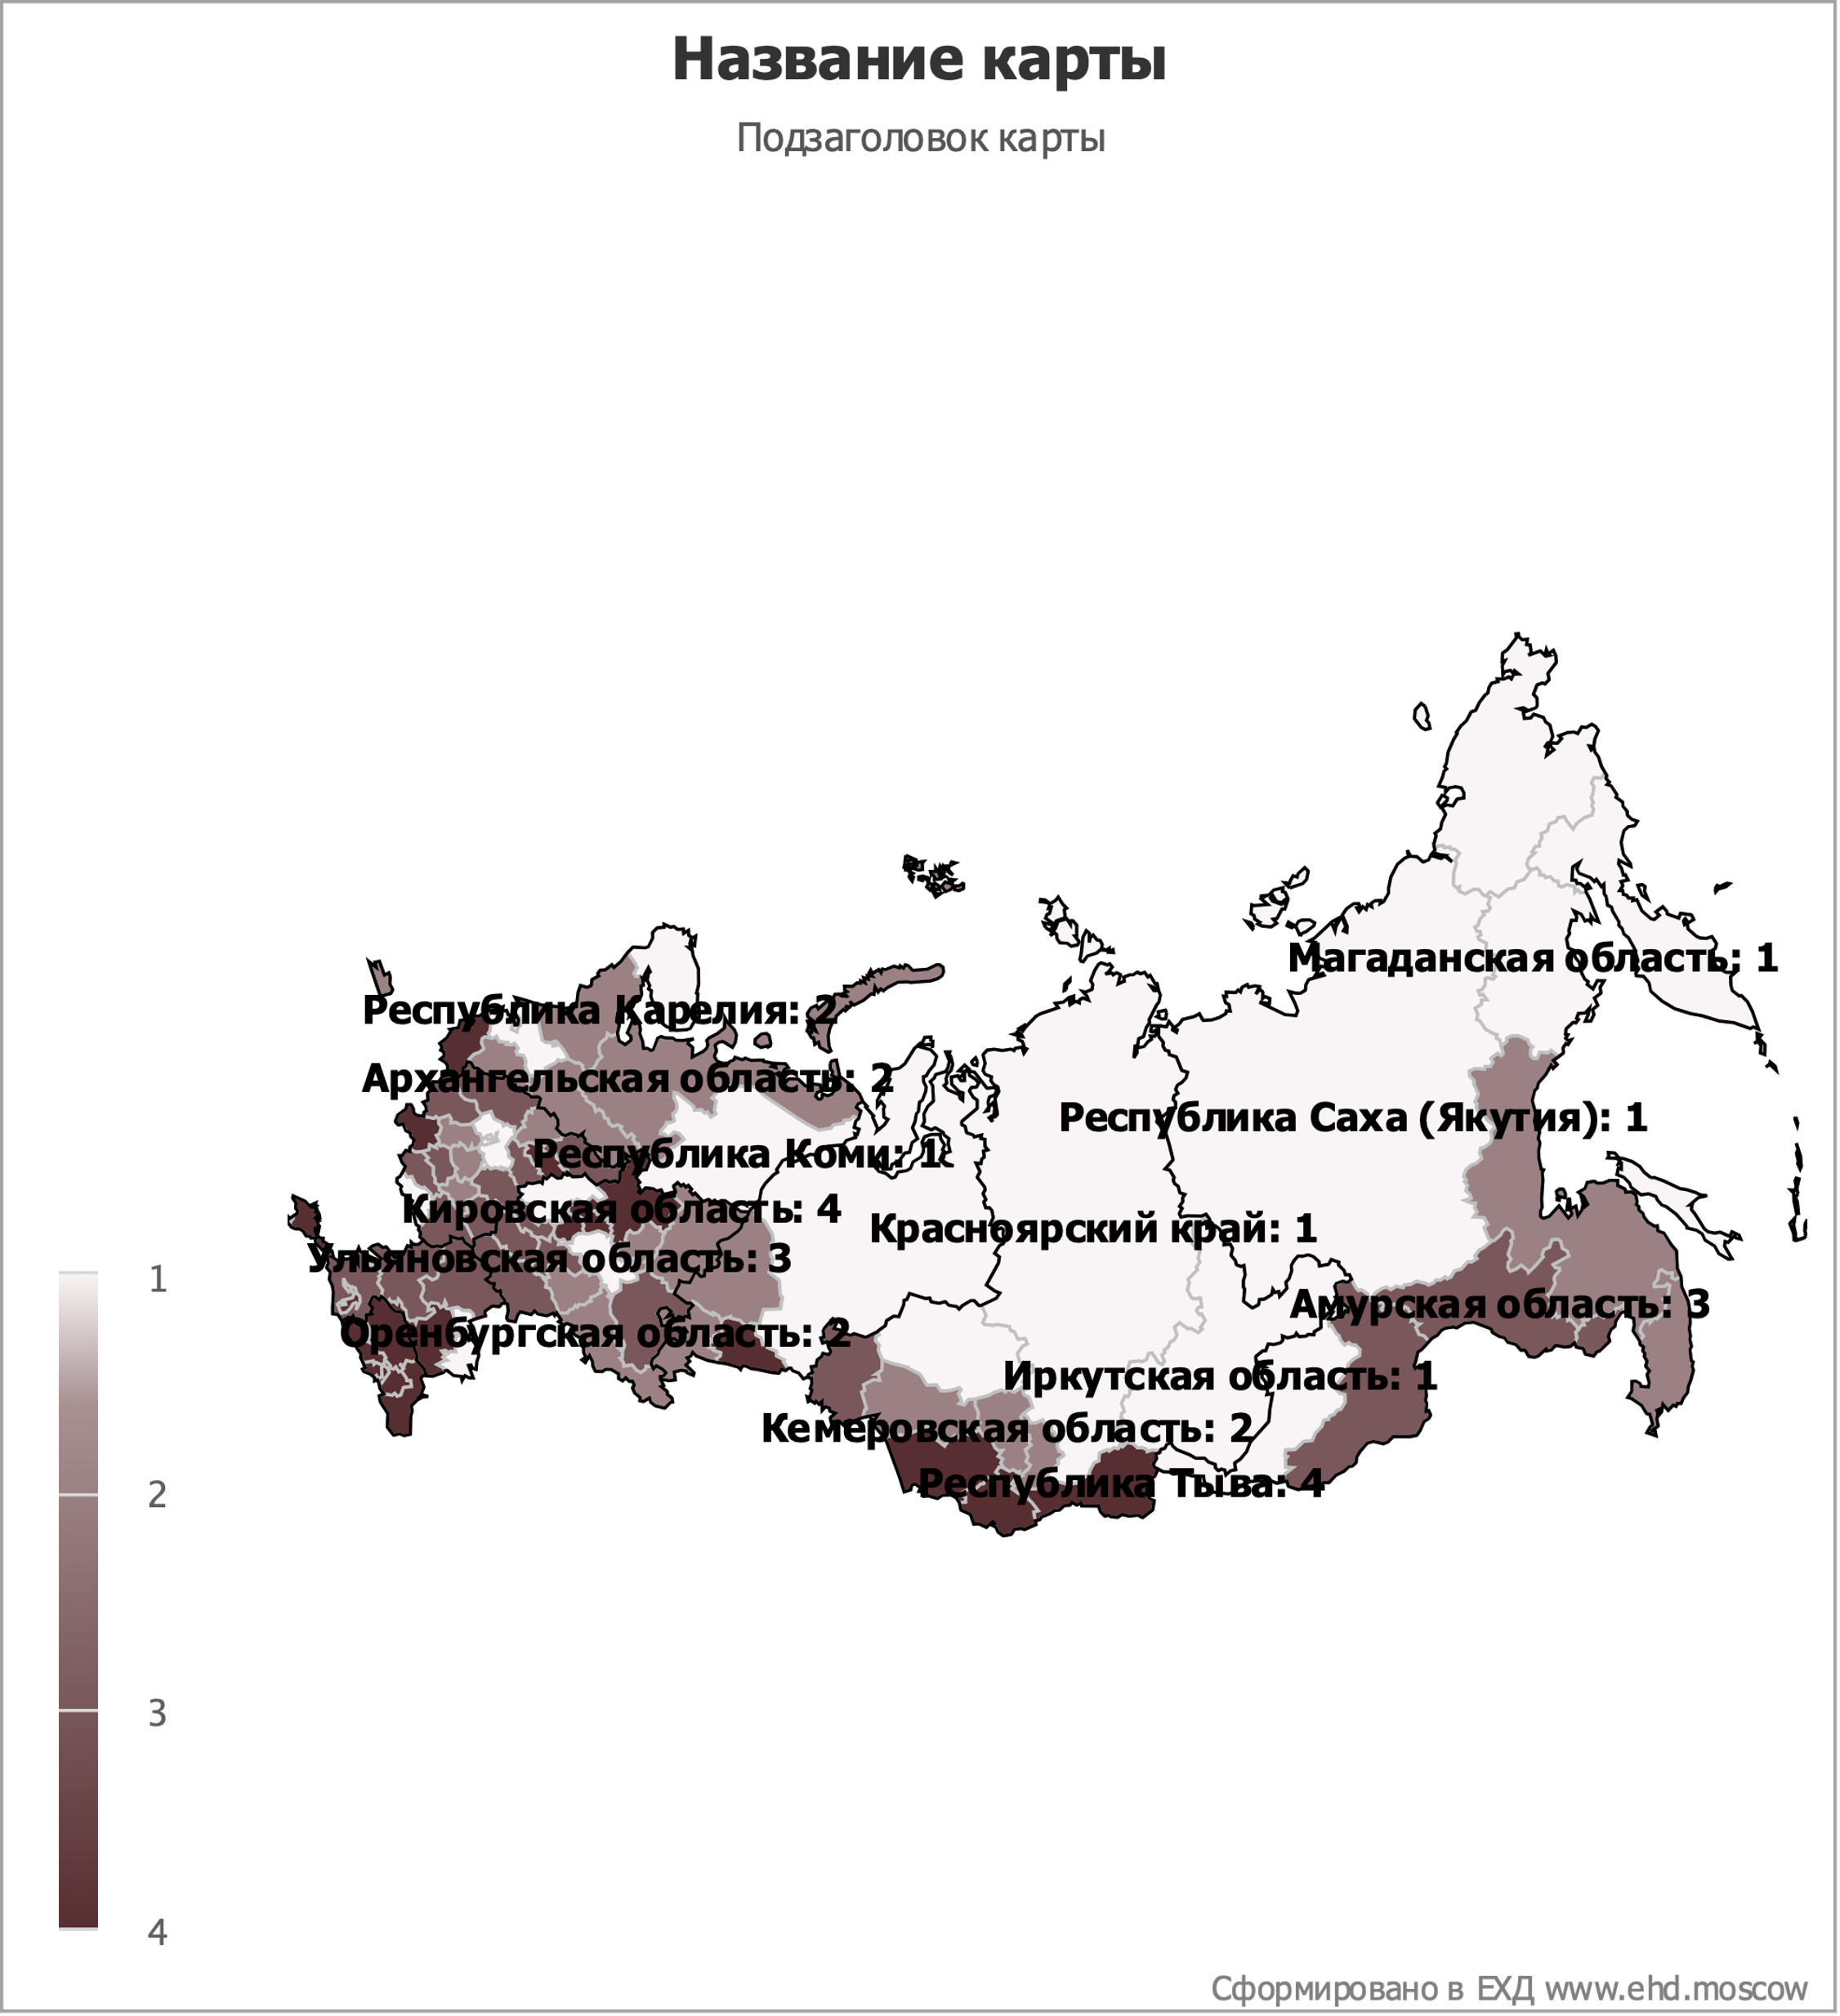 Название карты
Подзаголовок карты
Магаданская область: 1
Республика Карелия: 2
Архангельская область: 2
Республика Саха (Якутия): 1
Республика Коми: 1
Кировская область: 4
Красноярский край: 1
Ульяновская область: 3
1
Амурская область: 3
Оренбургская область: 2
Иркутская область: 1
Кемеровская область: 2
Республика Тыва: 4
2
3
4
Сформировано в ЕХД www.ehd.moscow